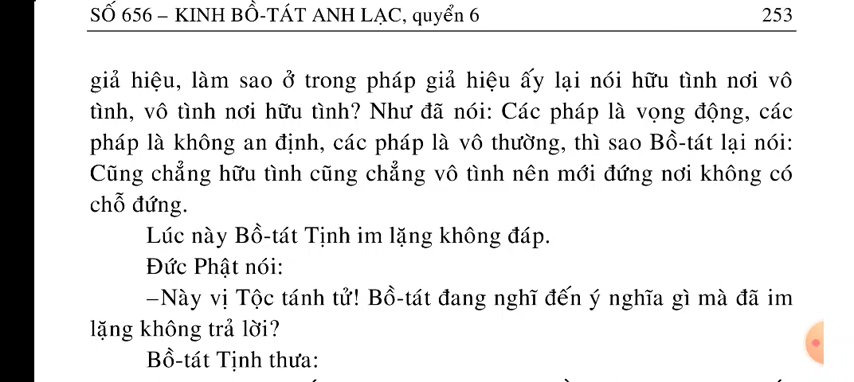 SỐ 656 – KINH BỒ-TÁT ANH LẠC, quyển 6 253
giả hiệu, làm sao ở trong pháp giả hiệu ấy lại nói hữu tình nơi vô
tình, vô tình nơi hữu tình? Như đã nói: Các pháp là vọng động, các
pháp là không an định, các pháp là vô thường, thì sao Bồ-tát lại nói:
Cũng chẳng hữu tình cũng chẳng vô tình nên mới đứng nơi không có
chỗ đứng.
Lúc này Bồ-tát Tịnh im lặng không đáp.
Đức Phật nói:
–Này vị Tộc tánh tử! Bồ-tát đang nghĩ đến ý nghĩa gì mà đã im
lặng không trả lời?
Bồ-tát Tịnh thưa: